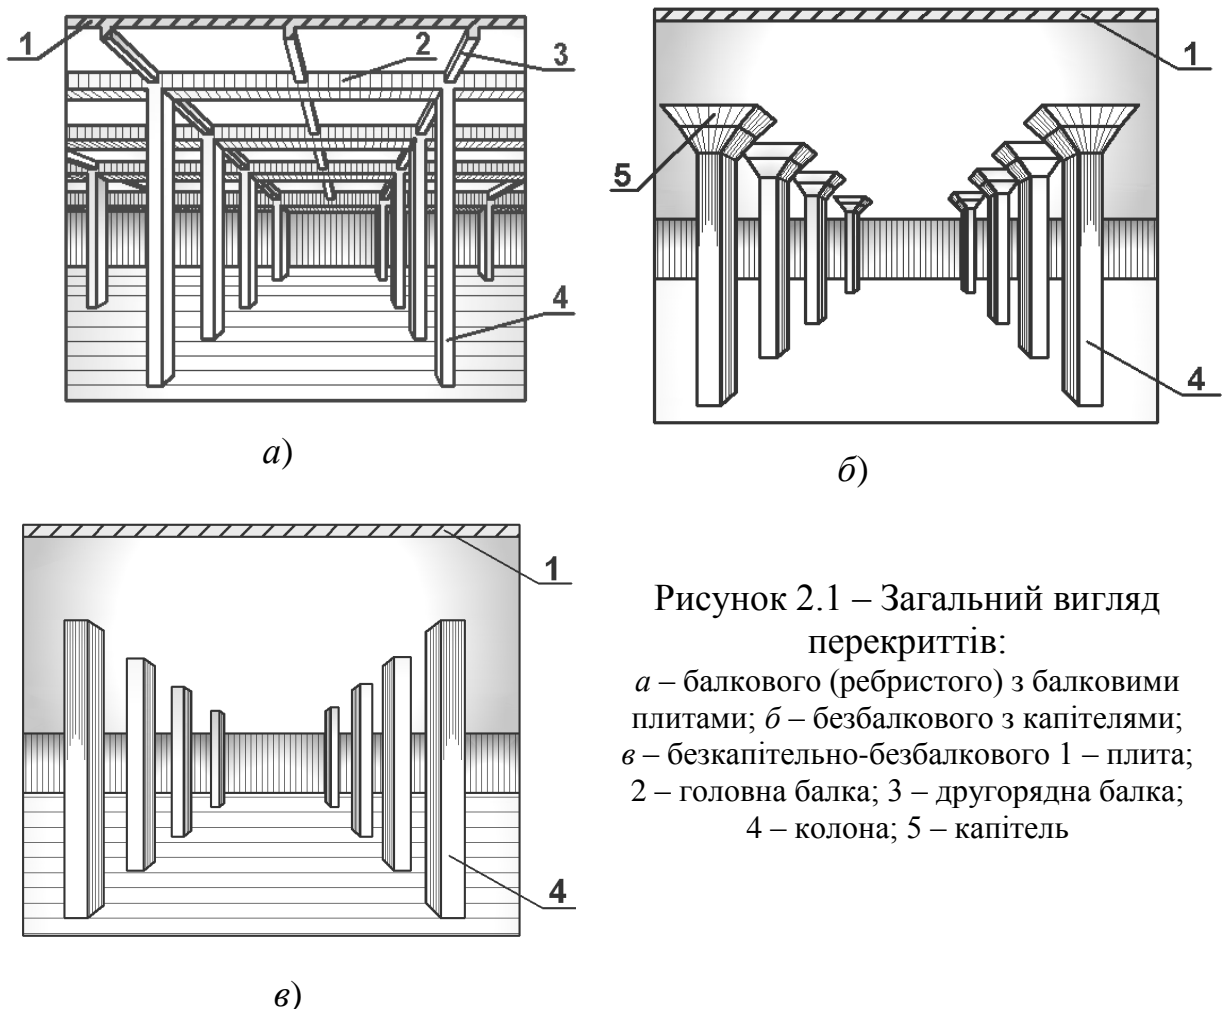 1
2
3
4
а)
1
5
4
б)
1
4
в)
Рисунок 2.1 – Загальний вигляд
перекриттів:
а – балкового (ребристого) з балковими
плитами; б – безбалкового з капітелями;
в – безкапітельно-безбалкового 1 – плита;
2 – головна балка; 3 – другорядна балка;
4 – колона; 5 – капітель